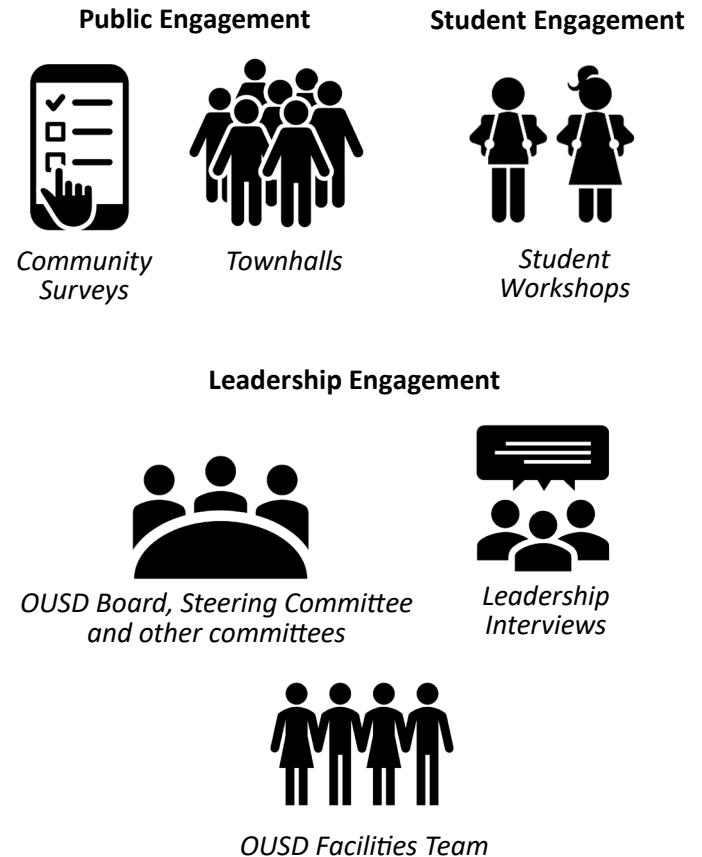 Public Engagement
Student Engagement
Community
Surveys
Townhalls
Student
Workshops
Leadership Engagement
OUSD Board, Steering Committee
and other committees
Leadership
Interviews
OUSD Facilities Team